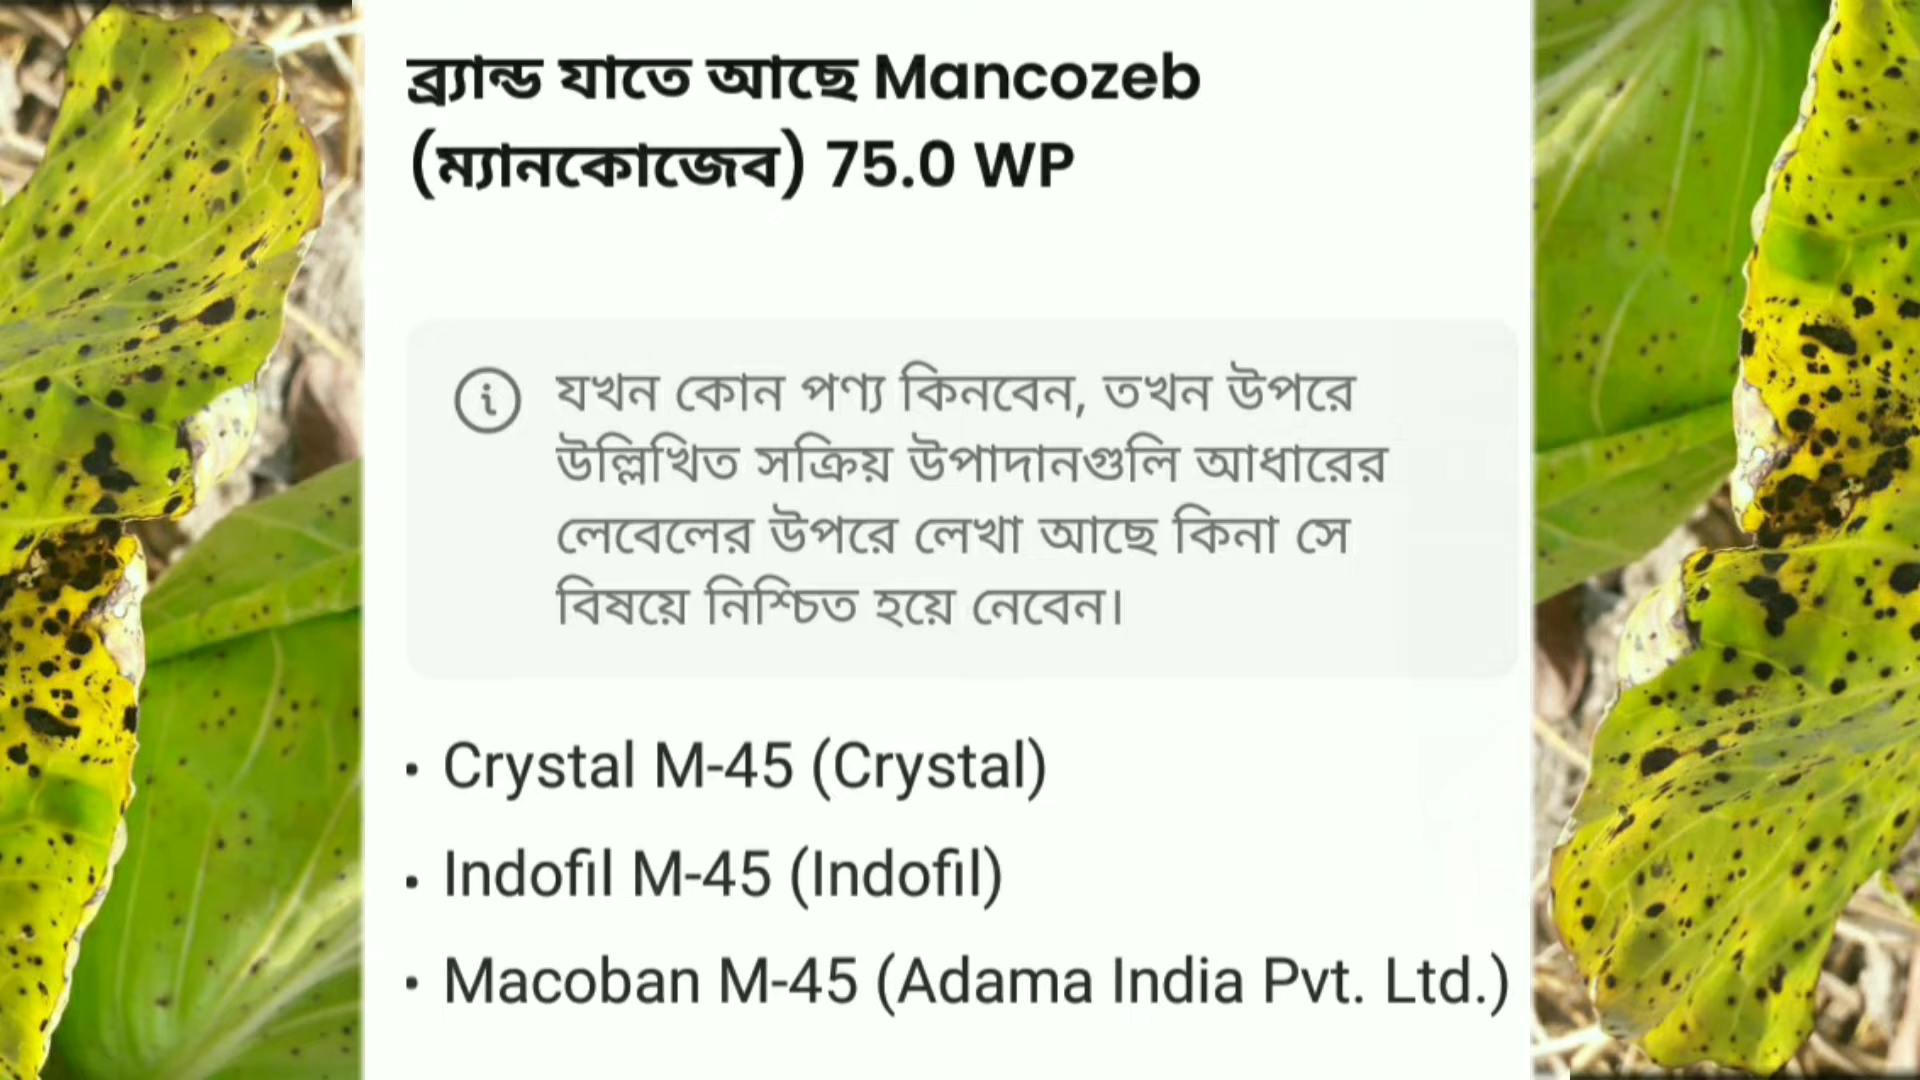 ব্র্যান্ড যাতে আছে Mancozeb
(ম্যানকোজেব) 75.0 WP
যখন কোন পণ্য কিনবেন, তখন উপরে
উল্লিখিত সক্রিয় উপাদানগুলি আধারের
লেবেলের উপরে লেখা আছে কিনা সে
বিষয়ে নিশ্চিত হয়ে নেবেন।
• Crystal M-45 (Crystal)
• Indofil M-45 (Indofil)
• Macoban M-45 (Adama India Pvt. Ltd.)